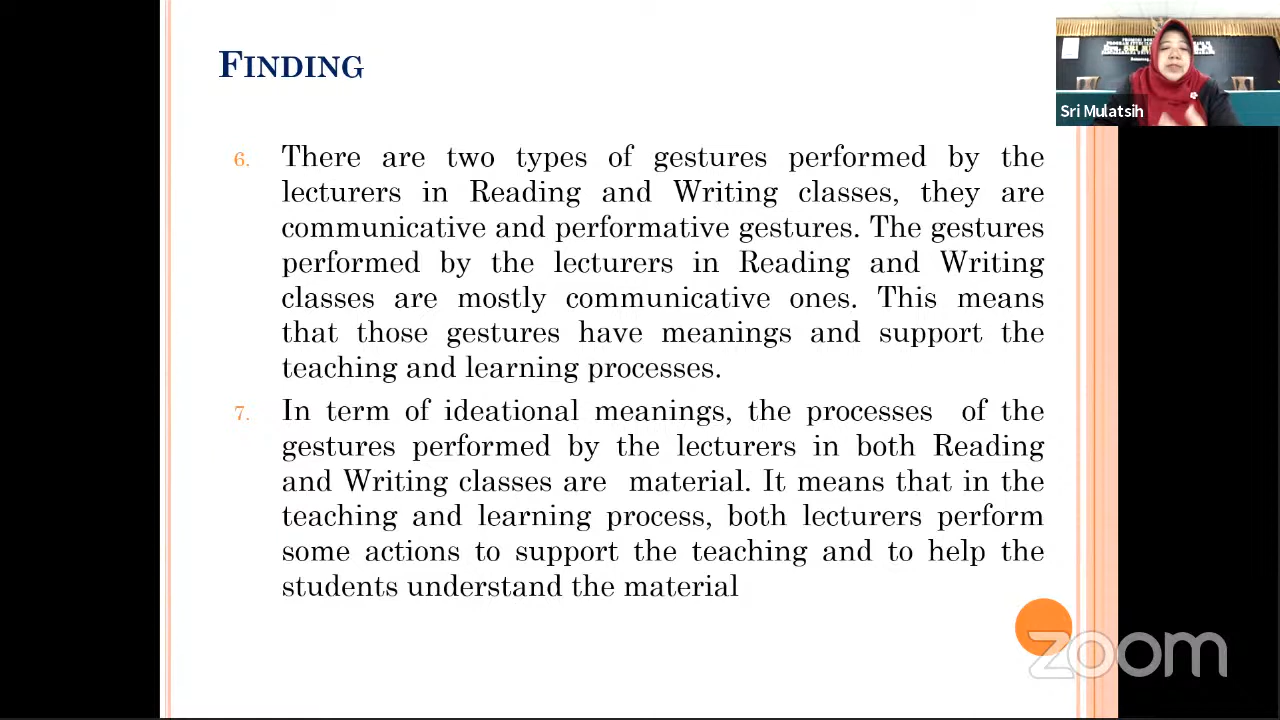 FINDING
6. There are two types of gestures performed by the
lecturers in Reading and Writing classes, they are
communicative and performative gestures. The gestures
performed by the lecturers in Reading and Writing
classes are mostly communicative ones. This means
that those gestures have meanings and support the
teaching and learning processes.
7. In term of ideational meanings, the processes of the
gestures performed by the lecturers in both Reading
and Writing classes are material. It means that in the
teaching and learning process, both lecturers perform
some actions to support the teaching and to help the
students understand the material
Sri Mulatsih
zoom